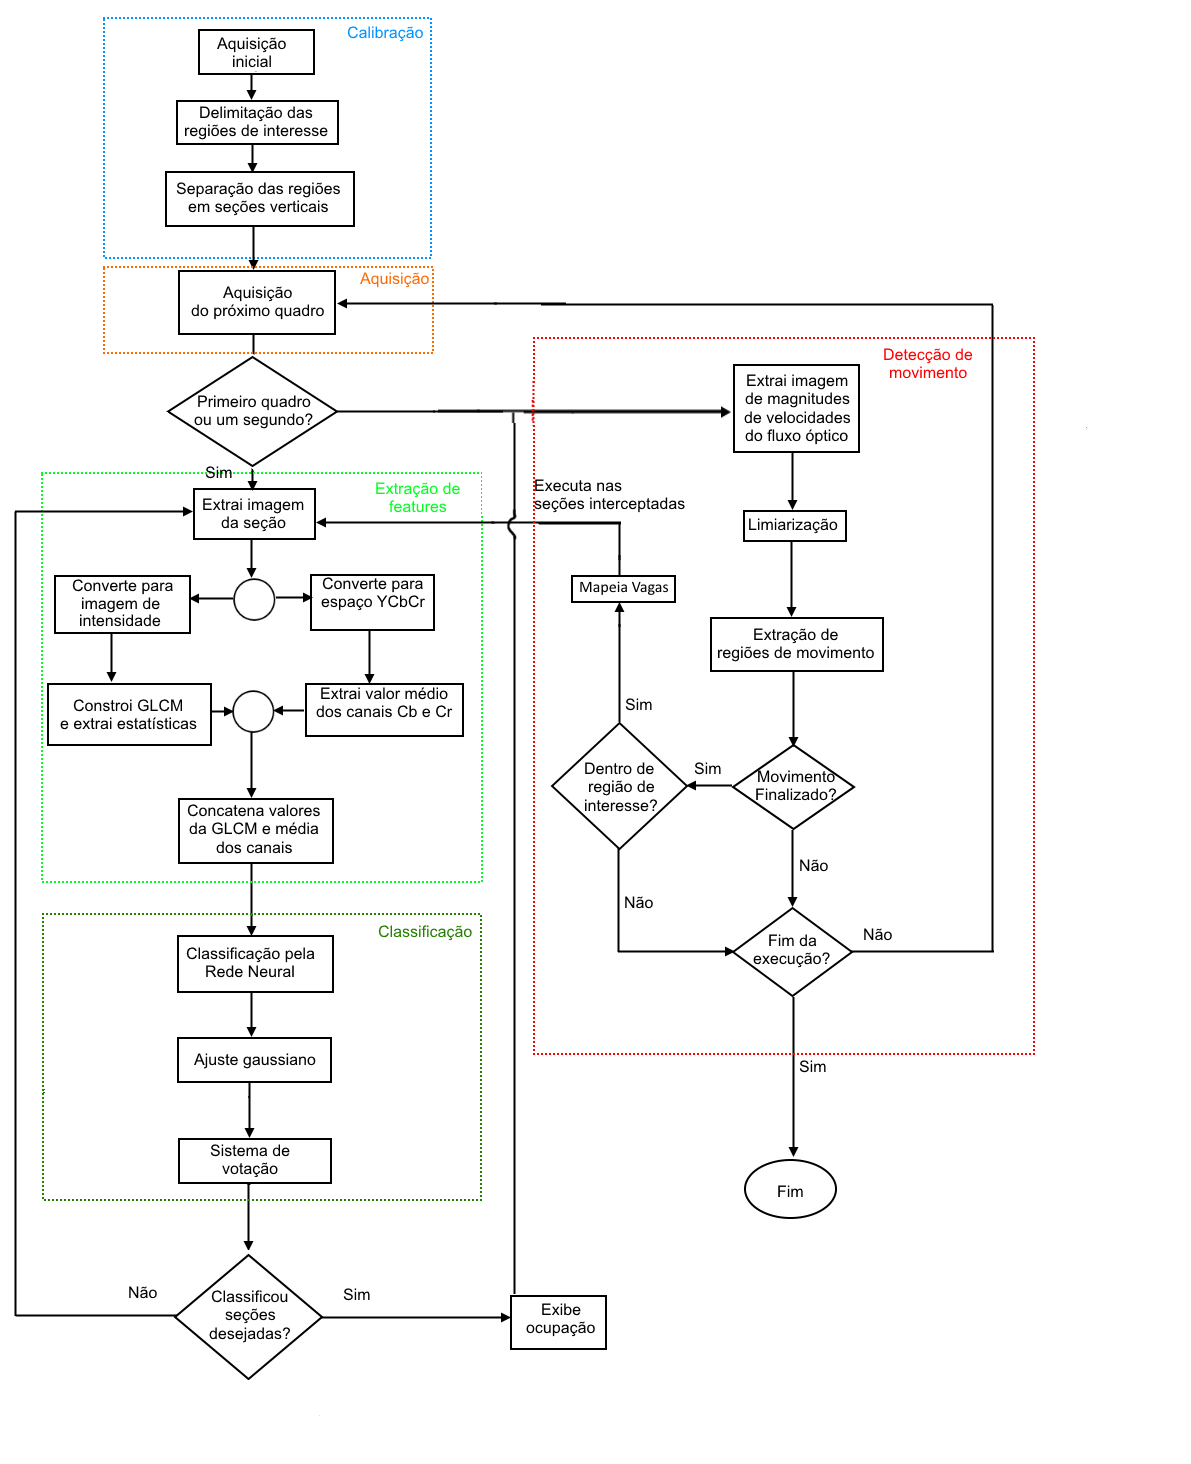 Calibração
Aquisição
inicial
Delimitação das
regiões de interesse
Separação das regiões
em seções verticais
Aquisição
Aquisição
do próximo quadro
Primeiro quadro
ou um segundo?
Sim
Extração de
features
Extrai imagem
da seção
Converte para
imagem de
intensidade
Converte para
espaço YCbCr
Constroi GLCM
e extrai estatísticas
Extrai valor médio
dos canais Cb e Cr
Concatena valores
da GLCM e média
dos canais
Classificação
Classificação pela
Rede Neural
Ajuste gaussiano
Sistema de
votação
Classificou
seções
desejadas?
Não
Sim
Exibe
ocupação
Detecção de
movimento
Extrai imagem
de magnitudes
de velocidades
do fluxo óptico
Limiarização
Extração de
regiões de movimento
Movimento
Finalizado?
Sim
Não
Dentro de
região de
interesse?
Sim
Não
Mapeia Vagas
Executa nas
seções interceptadas
Fim da
execução?
Não
Sim
Fim